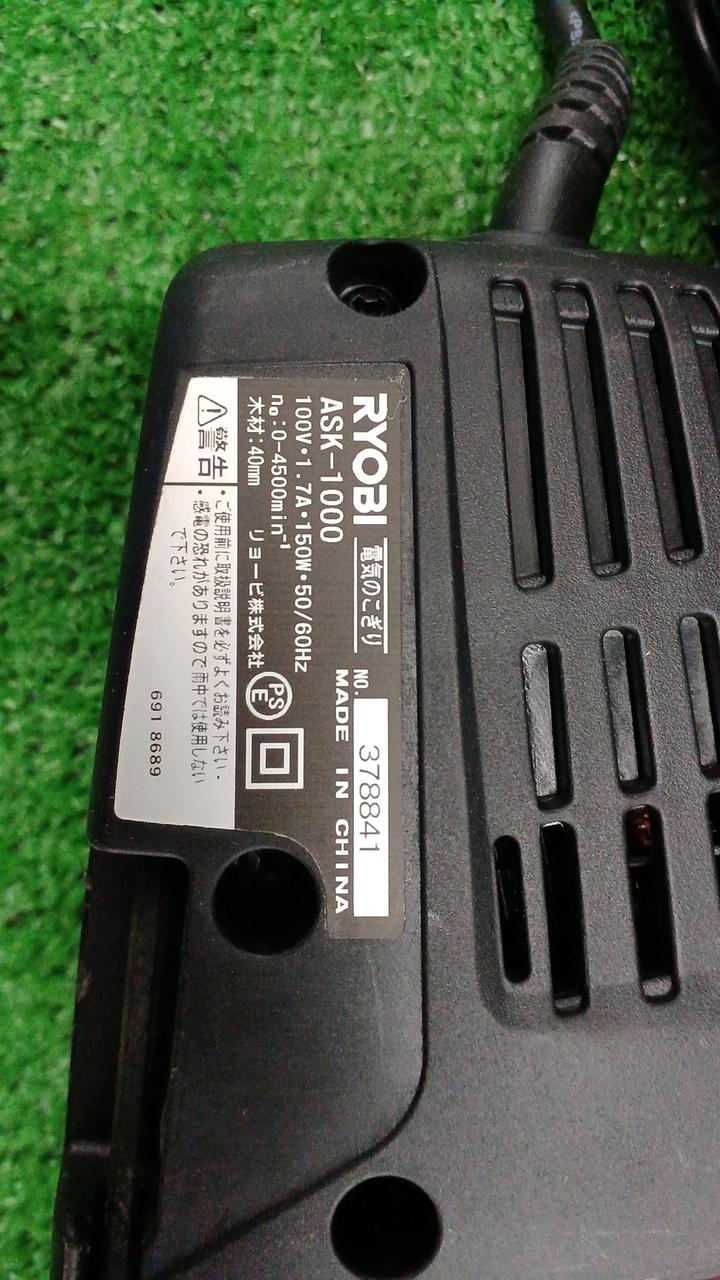 RYOBI 電気のこぎり
ASK-1000
100V・1.7A・150W・50/60Hz
n₀:0-4500min⁻¹
木材:40mm リョービ株式会社
PS
E
NO. 378841
MADE IN CHINA
警告
・ご使用前に取扱説明書を必ずよくお読み下さい。
・感電の恐れがありますので雨中では使用しない
で下さい。
691 8689